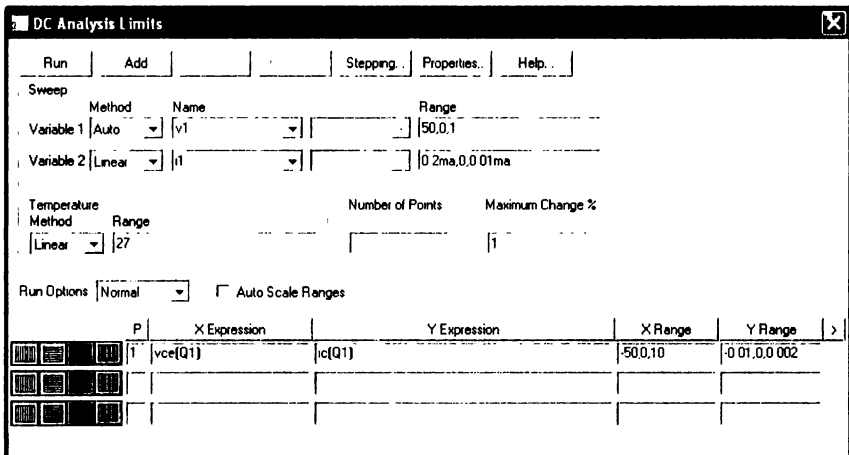 DC Analysis Limits
Run Add Stepping.. Properties.. Help..
Sweep
Method Name Range
Variable 1 Auto v1 50,0,1
Variable 2 Linear i1 0 2ma,0,0 01ma
Temperature Number of Points Maximum Change %
Method Range
Linear 27 1
Run Options Normal Auto Scale Ranges
P X Expression Y Expression X Range Y Range >
1 vce(Q1) ic(Q1) -50,0,10 -0 01,0,0 002